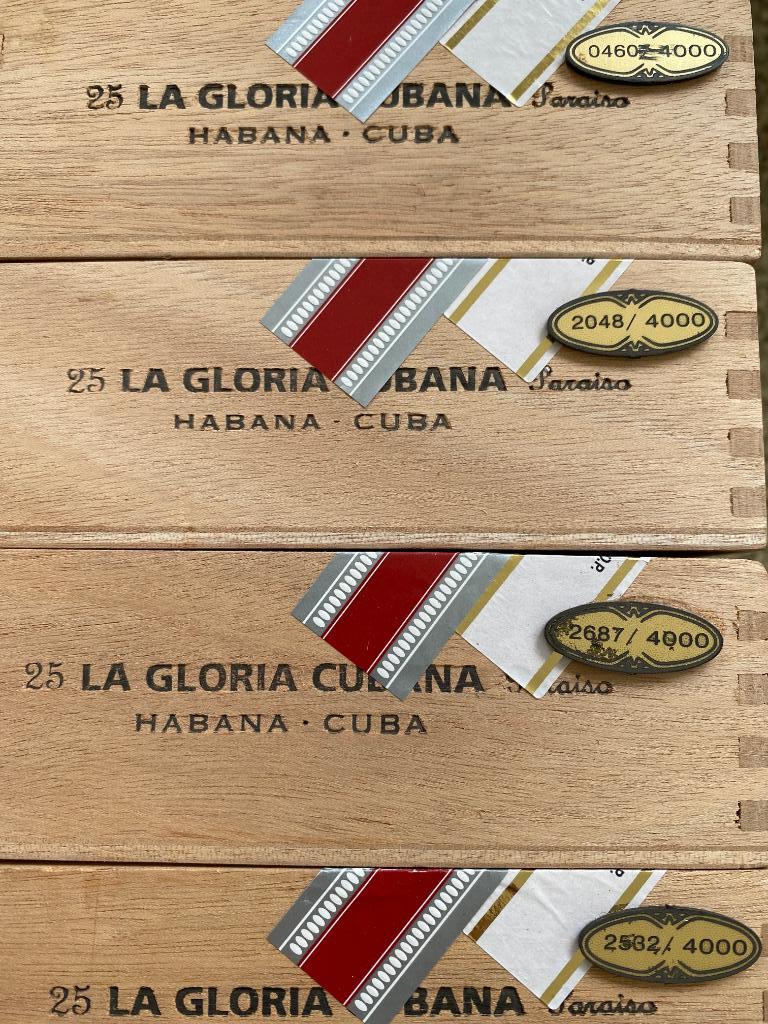 0460/4000
25 LA GLORIA CUBANA Paraiso
HABANA · CUBA
2048/ 4000
25 LA GLORIA CUBANA Paraiso
HABANA · CUBA
O.P.
2687/ 4000
25 LA GLORIA CUBANA Paraiso
HABANA · CUBA
2532/ 4000
25 LA GLORIA CUBANA Paraiso